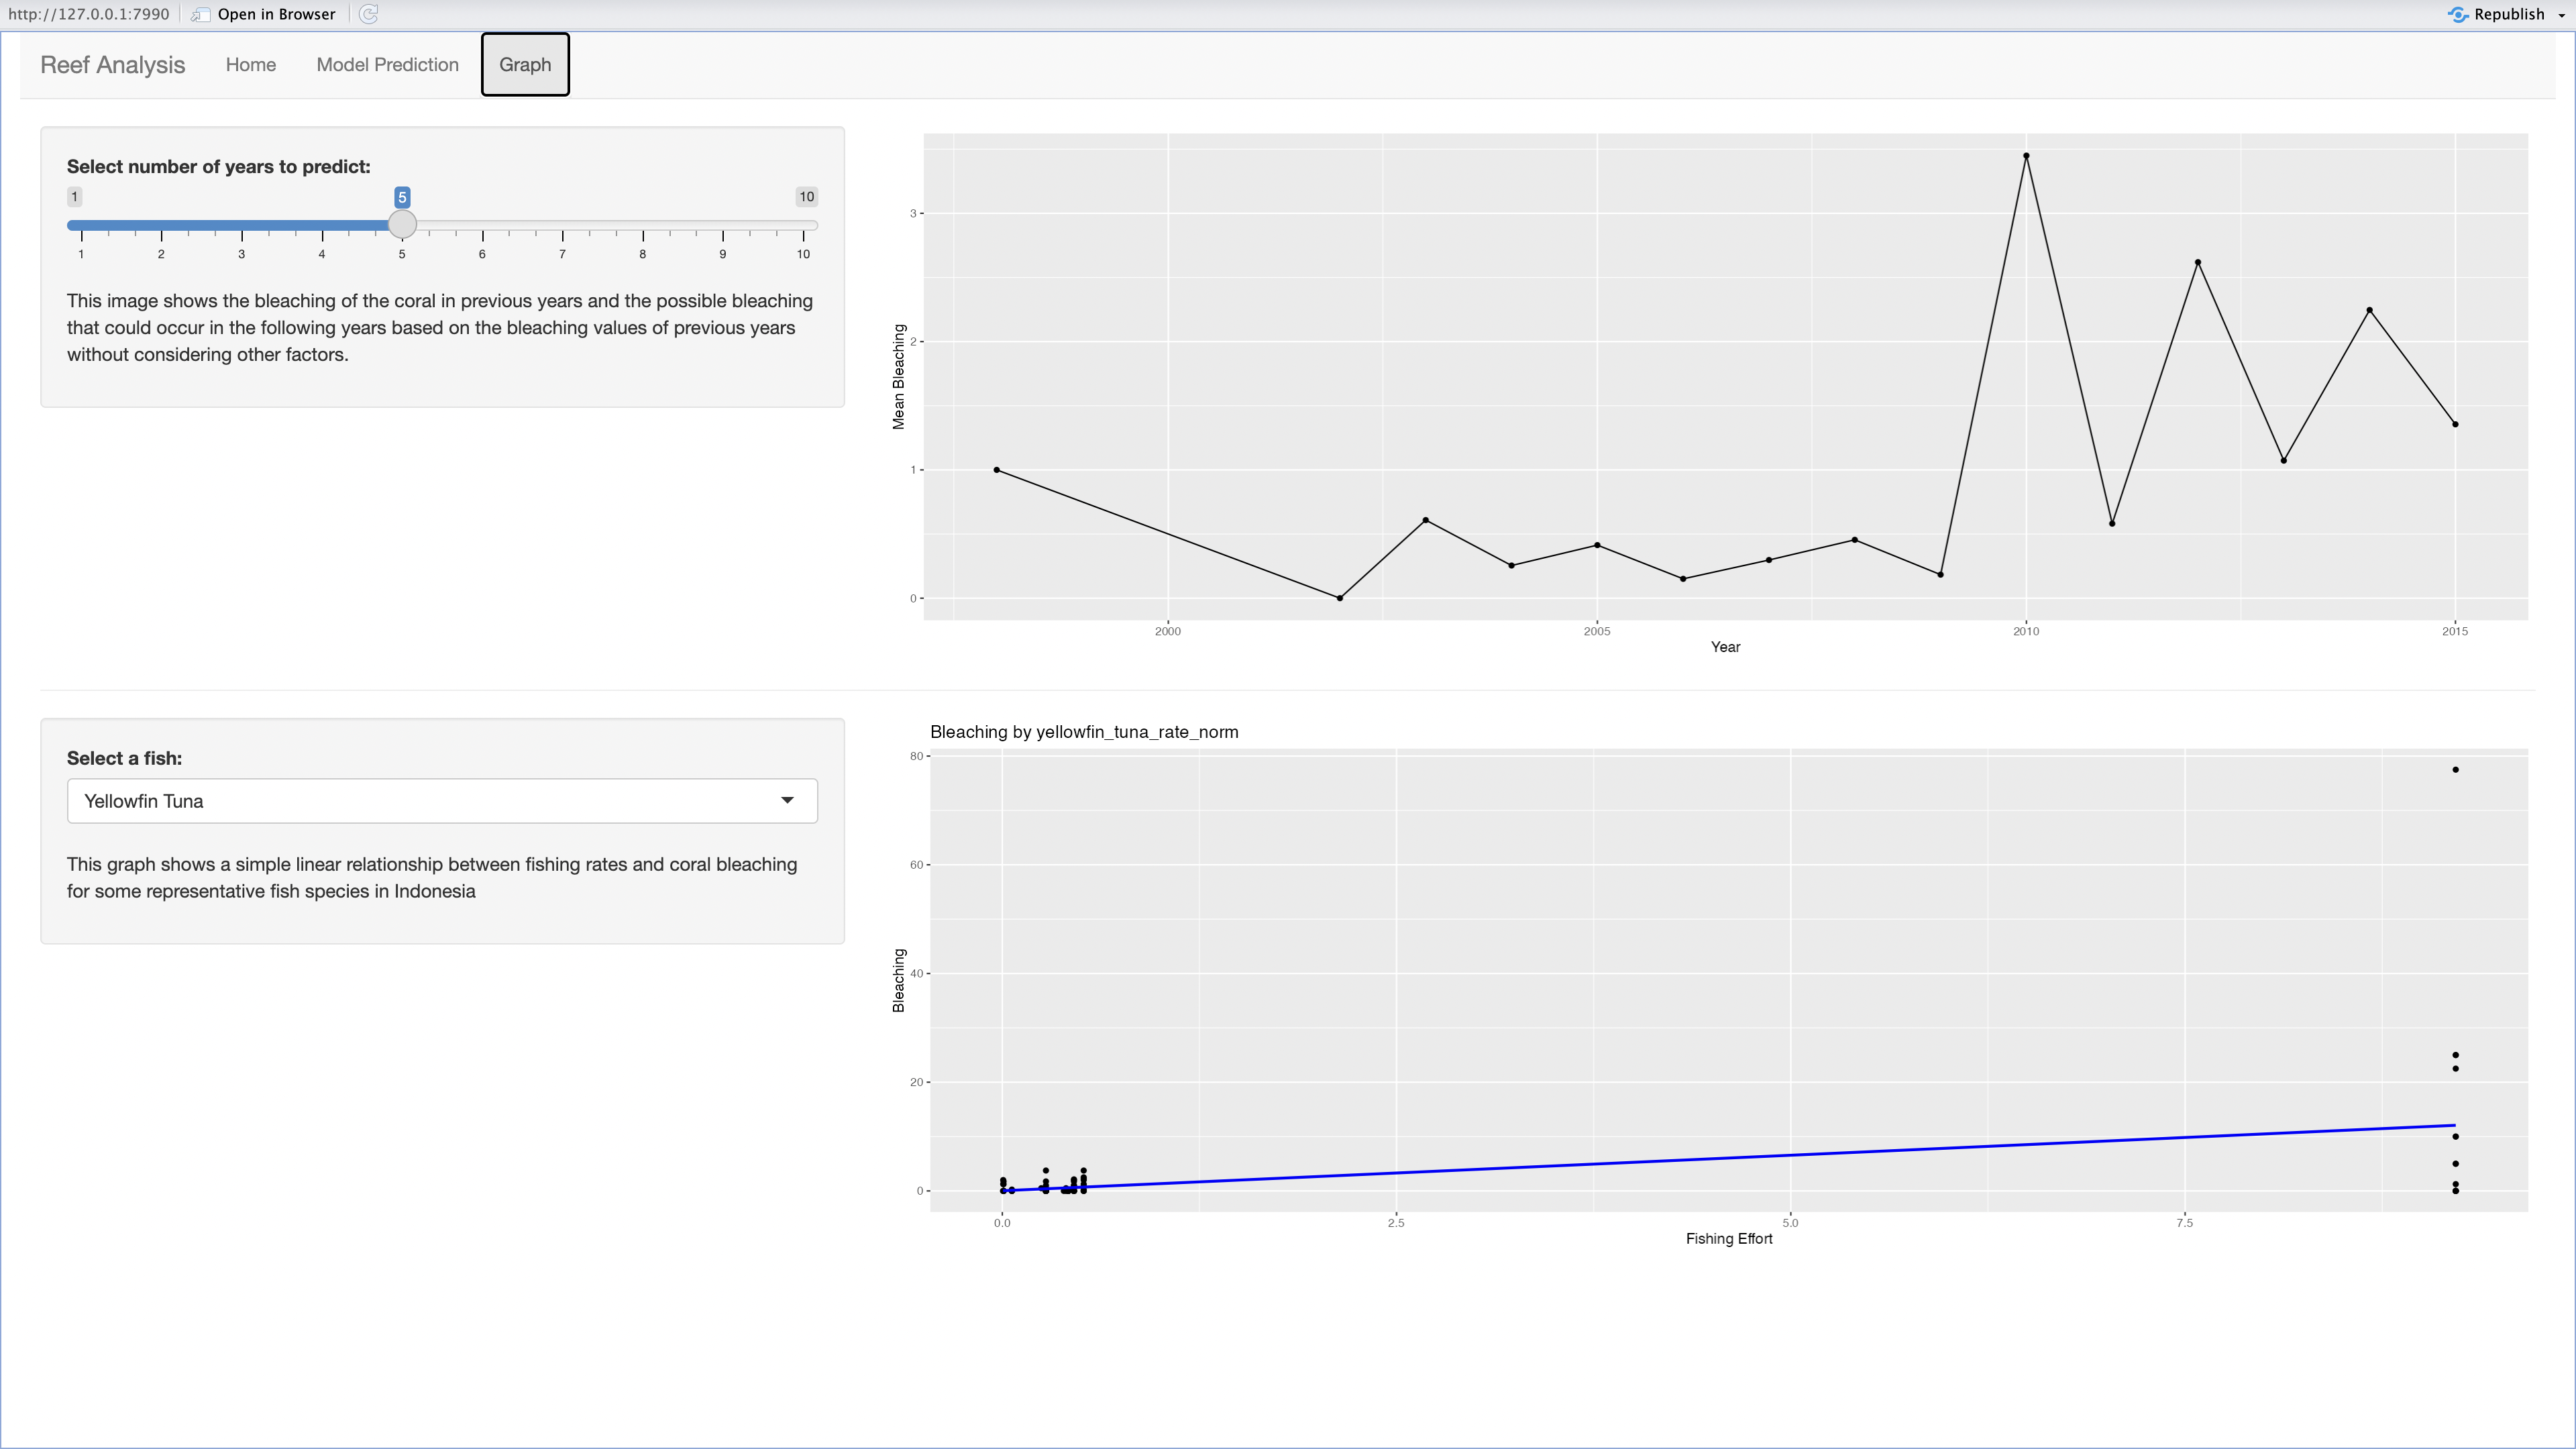 http://127.0.0.1:7990 Open in Browser Republish
Reef Analysis Home Model Prediction Graph
Select number of years to predict:
1 5 10
1 2 3 4 5 6 7 8 9 10
This image shows the bleaching of the coral in previous years and the possible bleaching
that could occur in the following years based on the bleaching values of previous years
without considering other factors.
Mean Bleaching
3
2
1
0
2000 2005 2010 2015
Year
Select a fish:
Yellowfin Tuna
This graph shows a simple linear relationship between fishing rates and coral bleaching
for some representative fish species in Indonesia
Bleaching by yellowfin_tuna_rate_norm
Bleaching
80
60
40
20
0
0.0 2.5 5.0 7.5
Fishing Effort